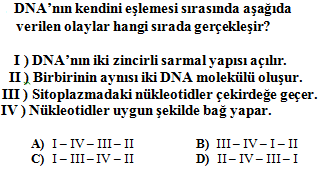 DNA’nın kendini eşlemesi sırasında aşağıda
verilen olaylar hangi sırada gerçekleşir?
I ) DNA’nın iki zincirli sarmal yapısı açılır.
II ) Birbirinin aynısı iki DNA molekülü oluşur.
III ) Sitoplazmadaki nükleotidler çekirdeğe geçer.
IV ) Nükleotidler uygun şekilde bağ yapar.
A) I – IV – III – II B) III – IV – I – II
C) I – III – IV – II D) II – IV – III – I